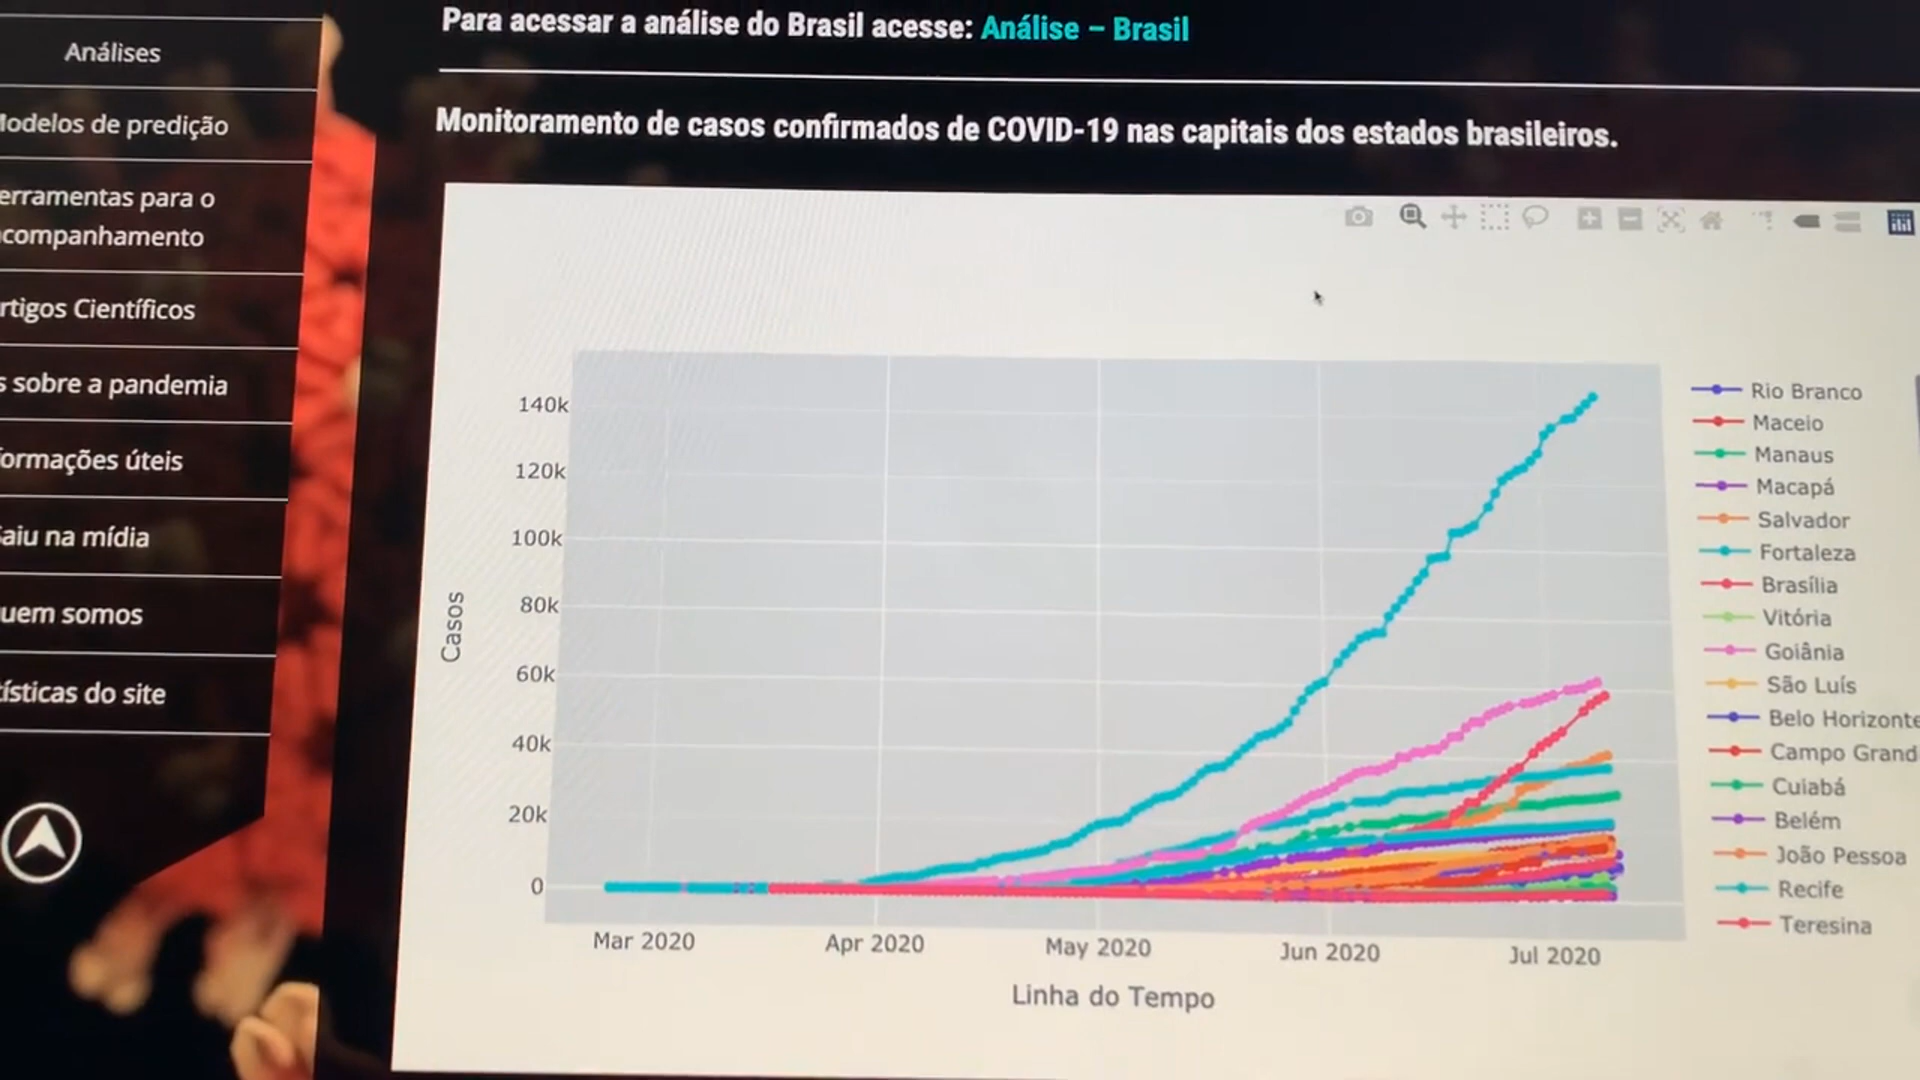 Análises
Modelos de predição
erramentas para o
companhamento
rtigos Científicos
s sobre a pandemia
formações úteis
Saiu na mídia
uem somos
ísticas do site
Para acessar a análise do Brasil acesse: Análise – Brasil
Monitoramento de casos confirmados de COVID-19 nas capitais dos estados brasileiros.
140k
120k
100k
80k
60k
40k
20k
0
Casos
Mar 2020
Apr 2020
May 2020
Jun 2020
Jul 2020
Linha do Tempo
Rio Branco
Maceio
Manaus
Macapá
Salvador
Fortaleza
Brasília
Vitória
Goiânia
São Luís
Belo Horizonte
Campo Grand
Cuiabá
Belém
João Pessoa
Recife
Teresina